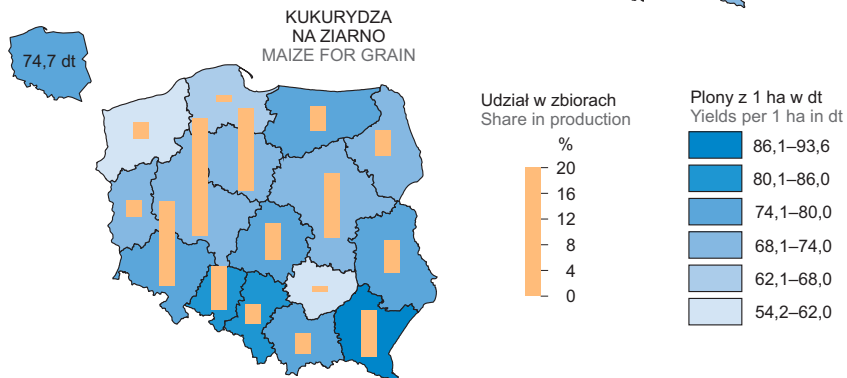 KUKURYDZA
NA ZIARNO
MAIZE FOR GRAIN
74,7 dt
Udział w zbiorach
Share in production
%
20
16
12
8
4
0
Plony z 1 ha w dt
Yields per 1 ha in dt
86,1–93,6
80,1–86,0
74,1–80,0
68,1–74,0
62,1–68,0
54,2–62,0